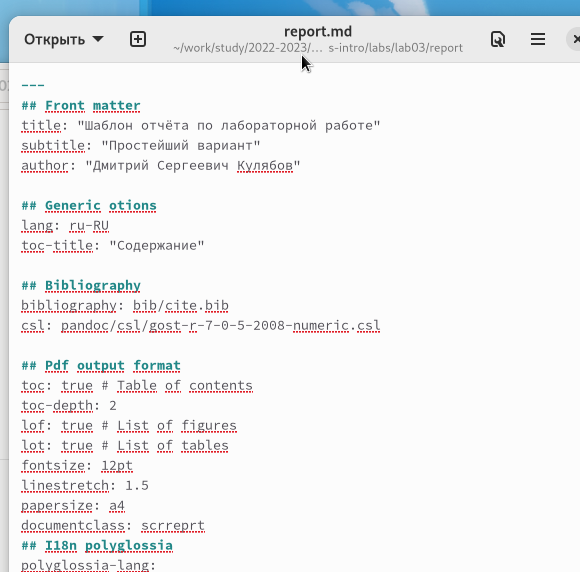 Открыть
report.md
~/work/study/2022-2023/... s-intro/labs/lab03/report
---
## Front matter
title: "Шаблон отчёта по лабораторной работе"
subtitle: "Простейший вариант"
author: "Дмитрий Сергеевич Кулябов"
## Generic otions
lang: ru-RU
toc-title: "Содержание"
## Bibliography
bibliography: bib/cite.bib
csl: pandoc/csl/gost-r-7-0-5-2008-numeric.csl
## Pdf output format
toc: true # Table of contents
toc-depth: 2
lof: true # List of figures
lot: true # List of tables
fontsize: 12pt
linestretch: 1.5
papersize: a4
documentclass: scrreprt
## I18n polyglossia
polyglossia-lang: